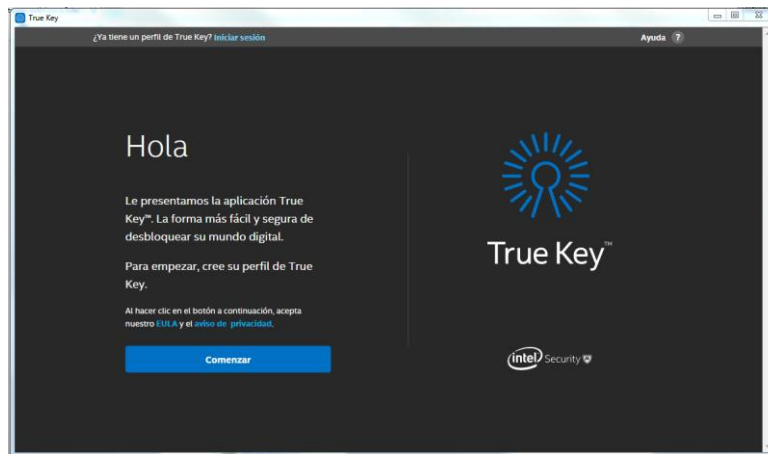 True Key
¿Ya tiene un perfil de True Key? Iniciar sesión
Ayuda ?
Hola
Le presentamos la aplicación True
Key™. La forma más fácil y segura de
desbloquear su mundo digital.
Para empezar, cree su perfil de True
Key.
Al hacer clic en el botón a continuación, acepta
nuestro EULA y el aviso de privacidad.
Comenzar
True Key™
intel Security